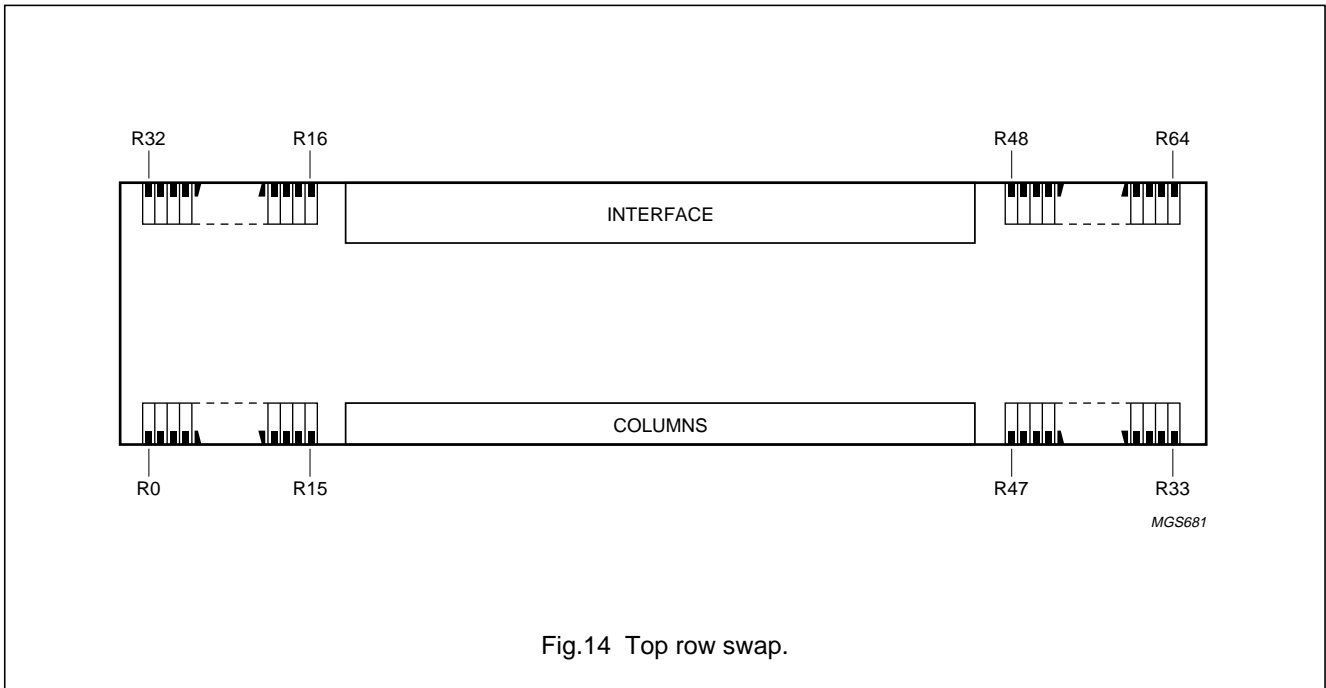 R32 R16 R48 R64
INTERFACE
COLUMNS
R0 R15 R47 R33
MGS681
Fig.14 Top row swap.